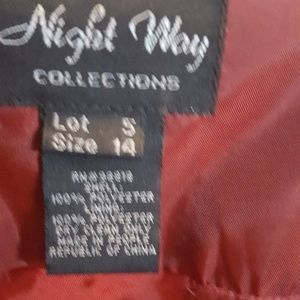 Night Way
COLLECTIONS
Lot S
Size 14
SHELL:
100% POLYESTER
100% POLYESTER
DRY CLEAN ONLY
MADE IN
REPUBLIC OF CHINA